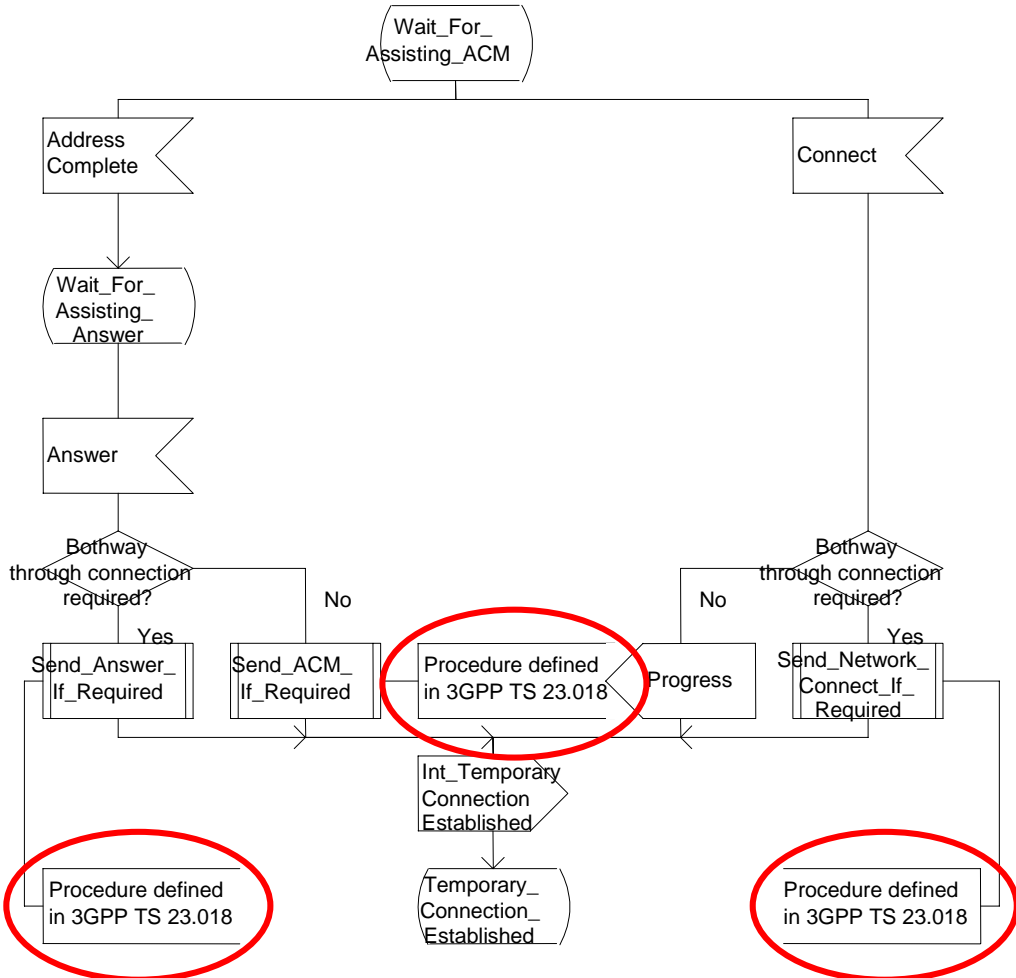 Wait_For_
Assisting_ACM
Address
Complete
Connect
Wait_For_
Assisting_
Answer
Answer
Bothway
through connection
required?
Bothway
through connection
required?
No
No
Yes
Yes
Send_Answer_
If_Required
Send_ACM_
If_Required
Procedure defined
in 3GPP TS 23.018
Progress
Send_Network_
Connect_If_
Required
Int_Temporary
Connection
Established
Procedure defined
in 3GPP TS 23.018
Temporary_
Connection_
Established
Procedure defined
in 3GPP TS 23.018